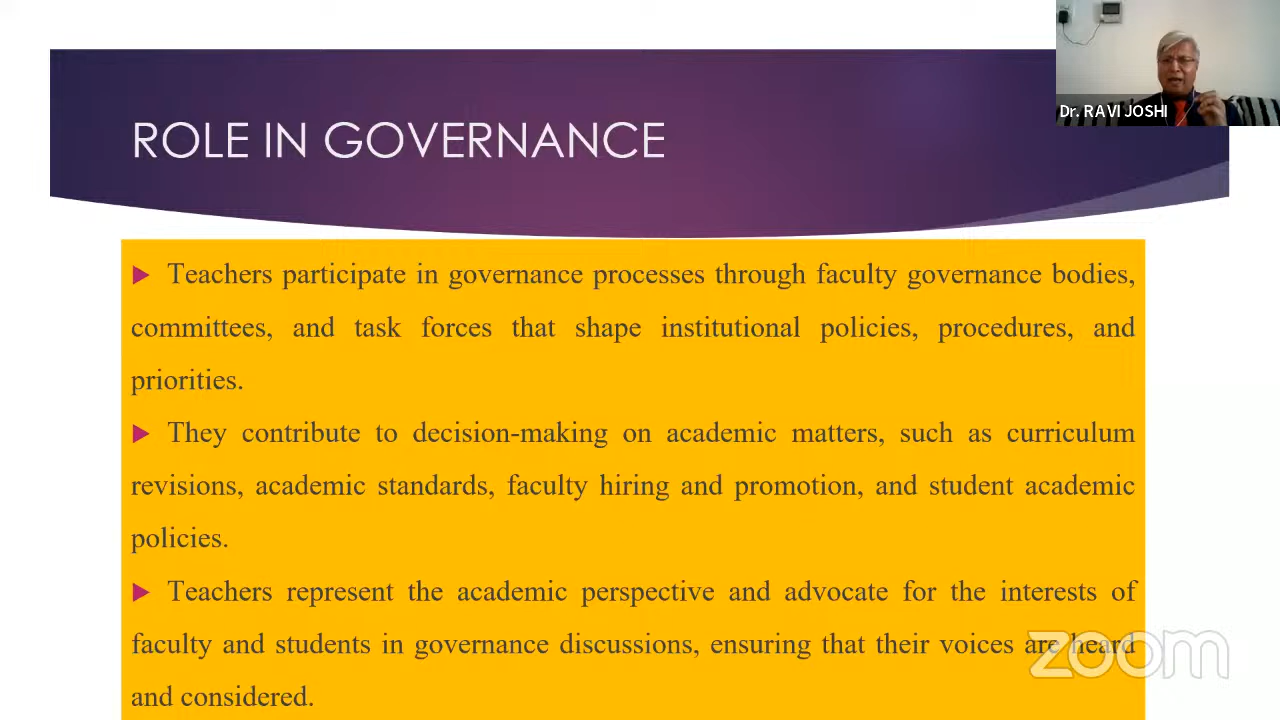 Dr. RAVI JOSHI
ROLE IN GOVERNANCE
Teachers participate in governance processes through faculty governance bodies,
committees, and task forces that shape institutional policies, procedures, and
priorities.
They contribute to decision-making on academic matters, such as curriculum
revisions, academic standards, faculty hiring and promotion, and student academic
policies.
Teachers represent the academic perspective and advocate for the interests of
faculty and students in governance discussions, ensuring that their voices are heard
and considered.
zoom